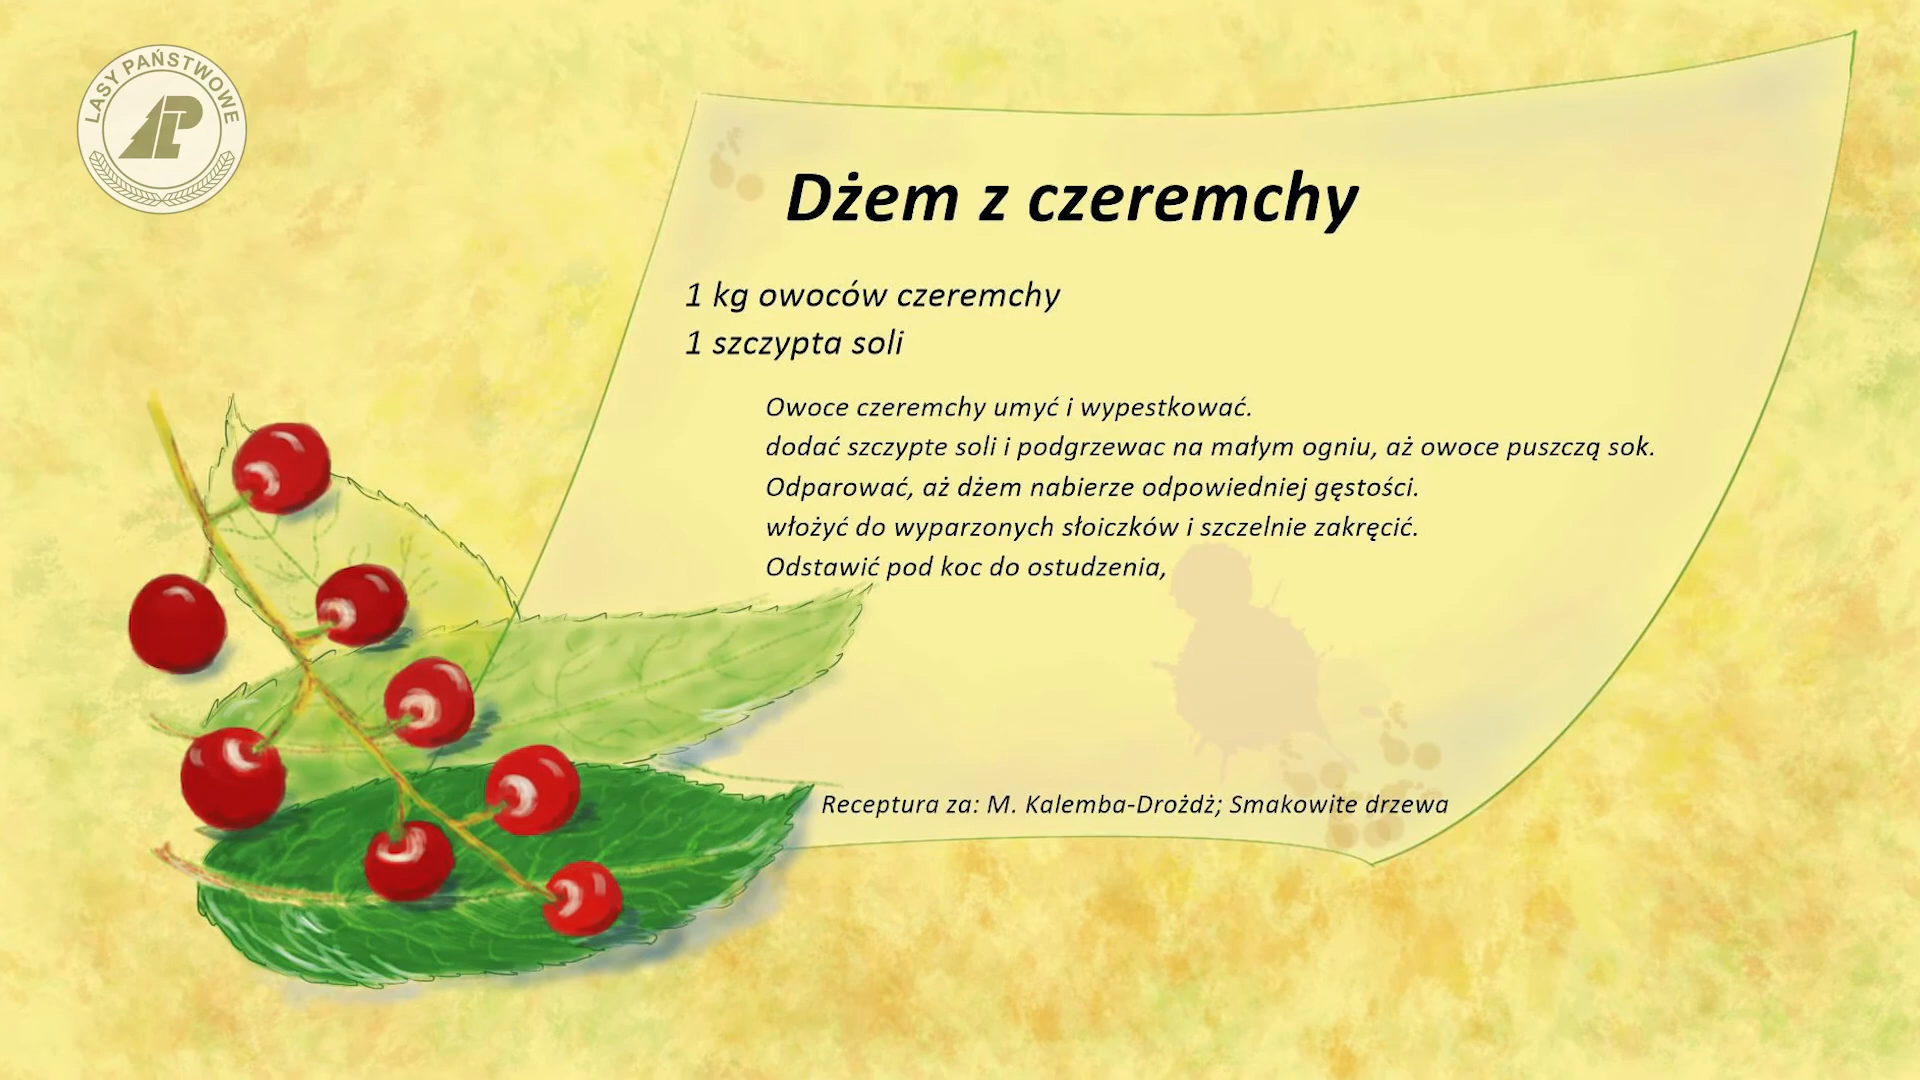 LASY PAŃSTWOWE
Dżem z czeremchy
1 kg owoców czeremchy
1 szczypta soli
Owoce czeremchy umyć i wypestkować.
dodać szczypte soli i podgrzewac na małym ogniu, aż owoce puszczą sok.
Odparować, aż dżem nabierze odpowiedniej gęstości.
włożyć do wyparzonych słoiczków i szczelnie zakręcić.
Odstawić pod koc do ostudzenia,
Receptura za: M. Kalemba-Drożdż; Smakowite drzewa